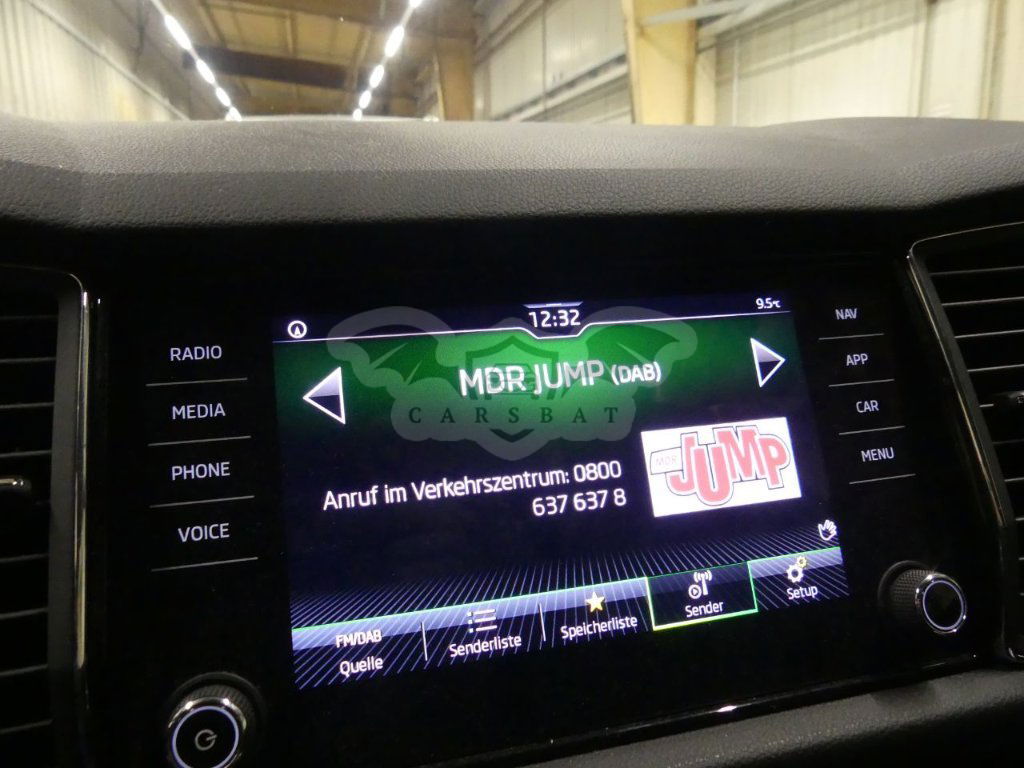 12:32
9.5°C
MDR JUMP (DAB)
CARSBAT
MDR JUMP
Anruf im Verkehrszentrum: 0800
637 637 8
FM/DAB
Quelle
Senderliste
Speicherliste
Sender
Setup
RADIO
MEDIA
PHONE
VOICE
NAV
APP
CAR
MENU